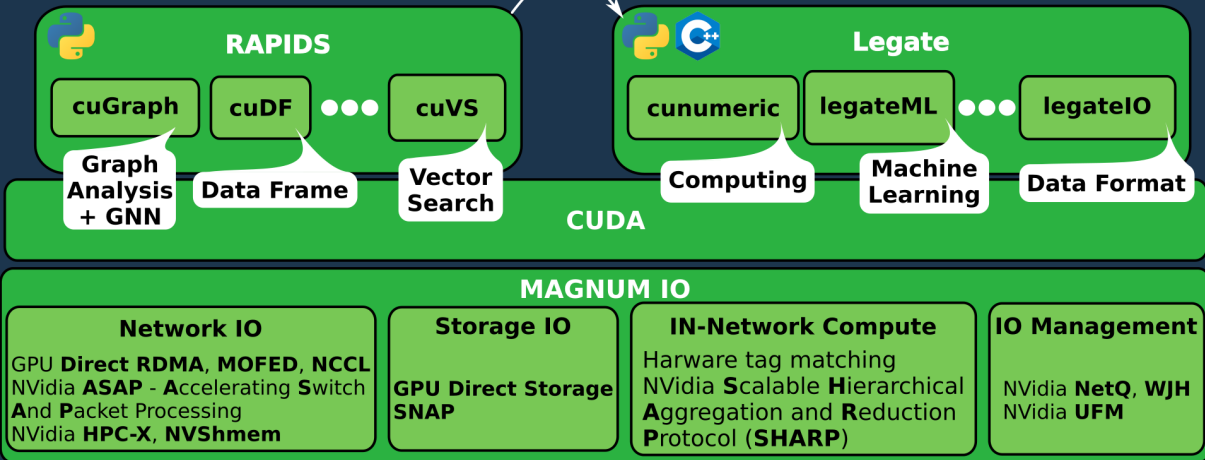 RAPIDS
cuGraph
cuDF
cuVS
Graph
Analysis
+ GNN
Data Frame
Vector
Search
C++
Legate
cunumeric
legateML
legateIO
Computing
Machine
Learning
Data Format
CUDA
MAGNUM IO
Network IO
GPU Direct RDMA, MOFED, NCCL
NVidia ASAP - Accelerating Switch
And Packet Processing
NVidia HPC-X, NVShmem
Storage IO
GPU Direct Storage
SNAP
IN-Network Compute
Harware tag matching
NVidia Scalable Hierarchical
Aggregation and Reduction
Protocol (SHARP)
IO Management
NVidia NetQ, WJH
NVidia UFM